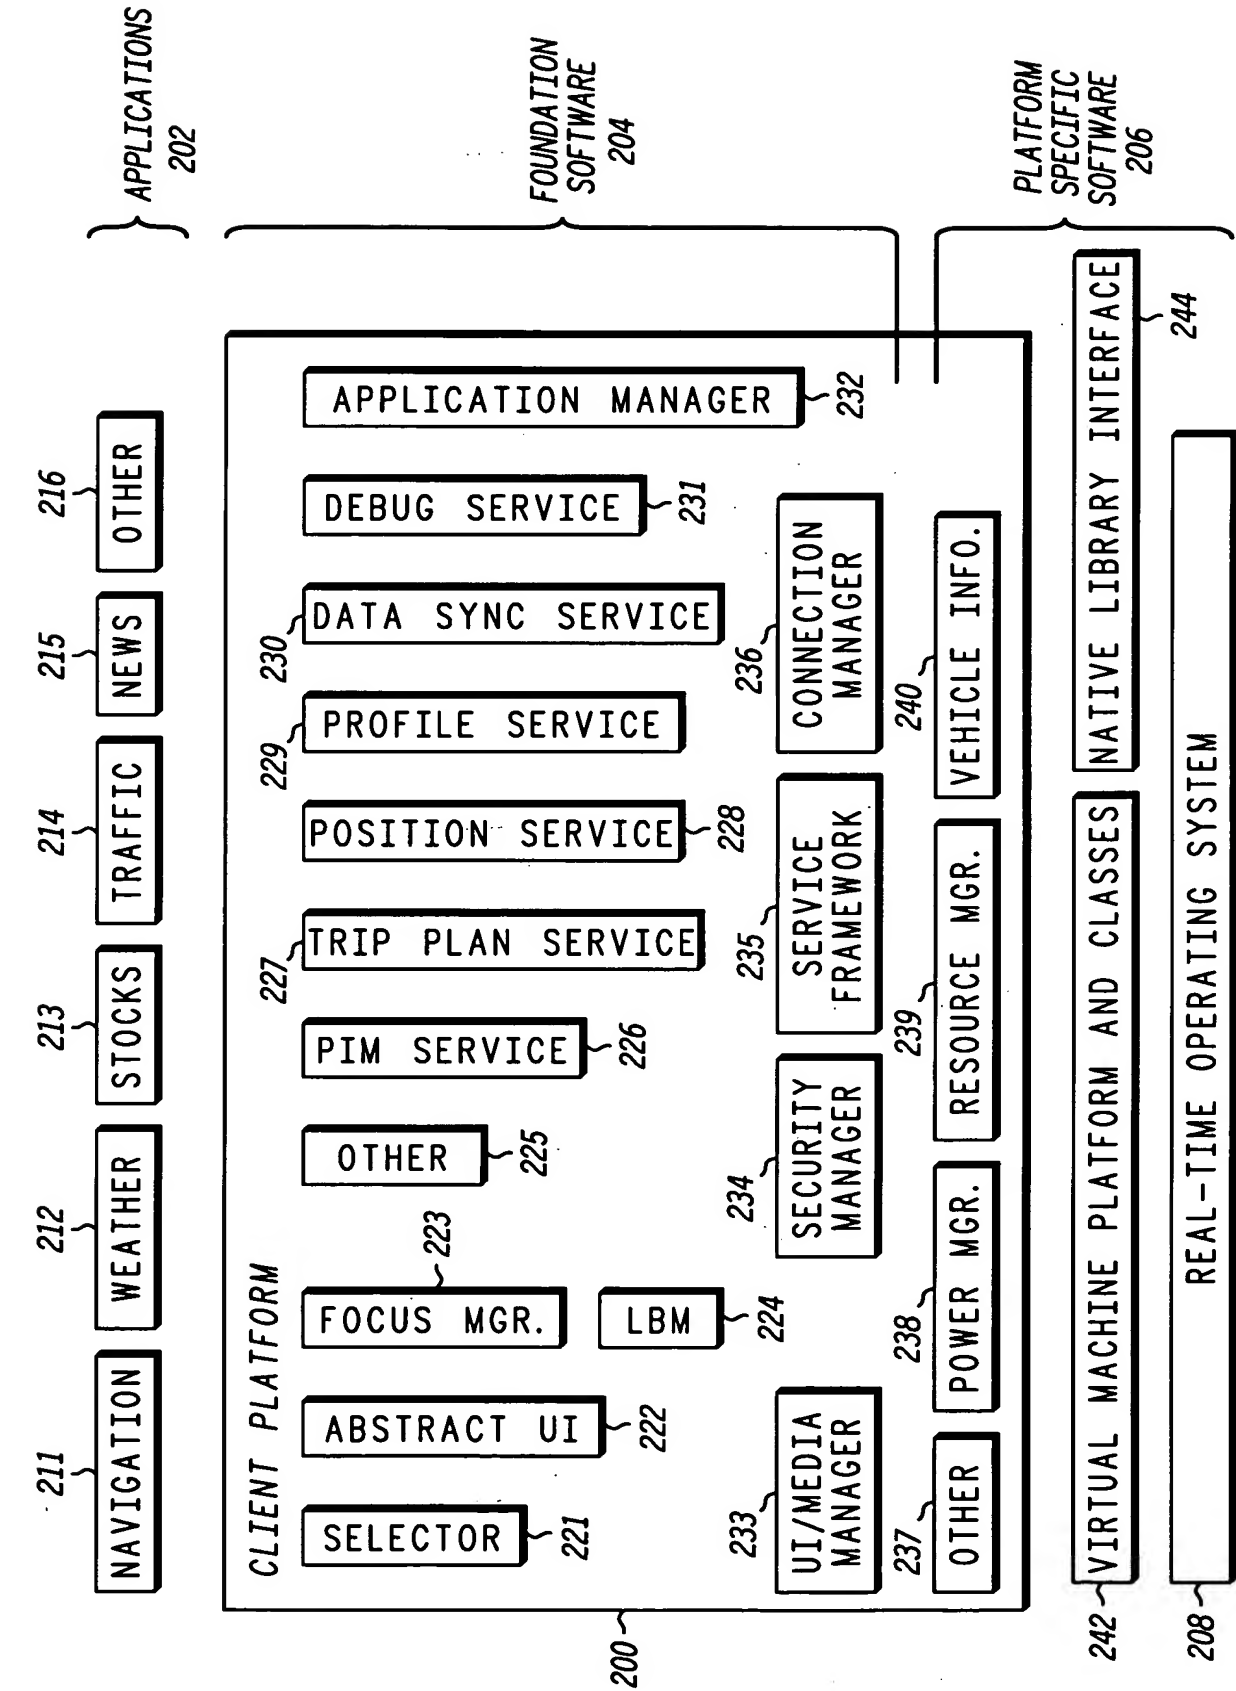 211
212
213
214
215
216
NAVIGATION
WEATHER
STOCKS
TRAFFIC
NEWS
OTHER
APPLICATIONS
202
CLIENT PLATFORM
SELECTOR
221
ABSTRACT UI
222
FOCUS MGR.
223
LBM
224
OTHER
225
PIM SERVICE
226
227
TRIP PLAN SERVICE
POSITION SERVICE
228
229
PROFILE SERVICE
230
DATA SYNC SERVICE
DEBUG SERVICE
231
APPLICATION MANAGER
232
FOUNDATION
SOFTWARE
204
200
233
UI/MEDIA
MANAGER
234
SECURITY
MANAGER
235
SERVICE
FRAMEWORK
236
CONNECTION
MANAGER
237
OTHER
238
POWER MGR.
239
RESOURCE MGR.
240
VEHICLE INFO.
PLATFORM
SPECIFIC
SOFTWARE
206
242
VIRTUAL MACHINE PLATFORM AND CLASSES
NATIVE LIBRARY INTERFACE
244
208
REAL-TIME OPERATING SYSTEM